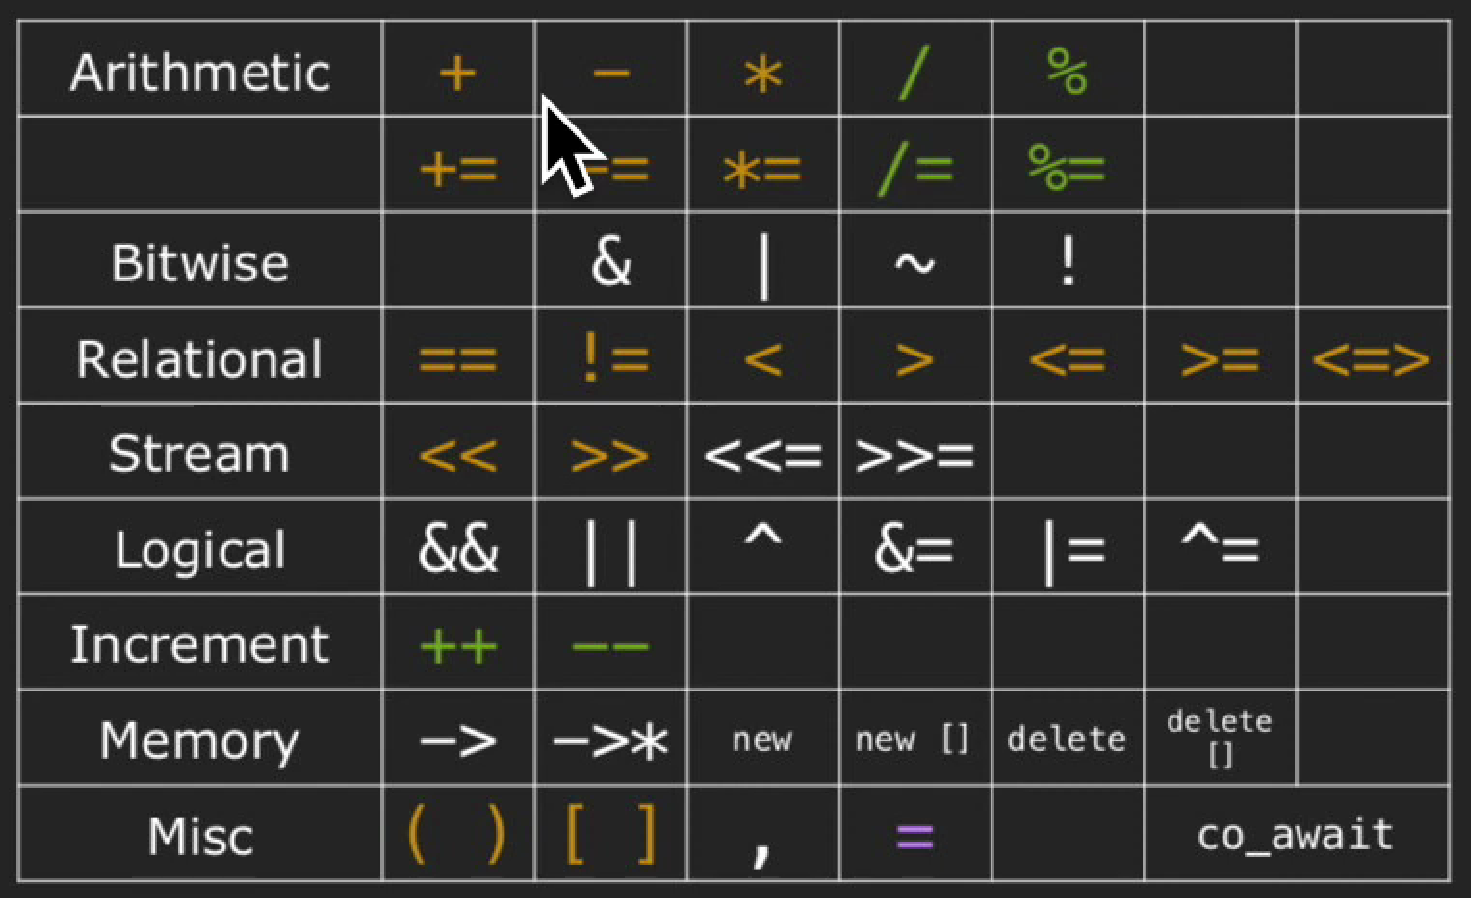 Arithmetic + - * / %
+= -= *= /= %=
Bitwise & | ~ !
Relational == != < > <= >= <=>
Stream << >> <<= >>=
Logical && || ^ &= |= ^=
Increment ++ --
Memory -> ->* new new [] delete delete []
Misc ( ) [ ] , = co_await